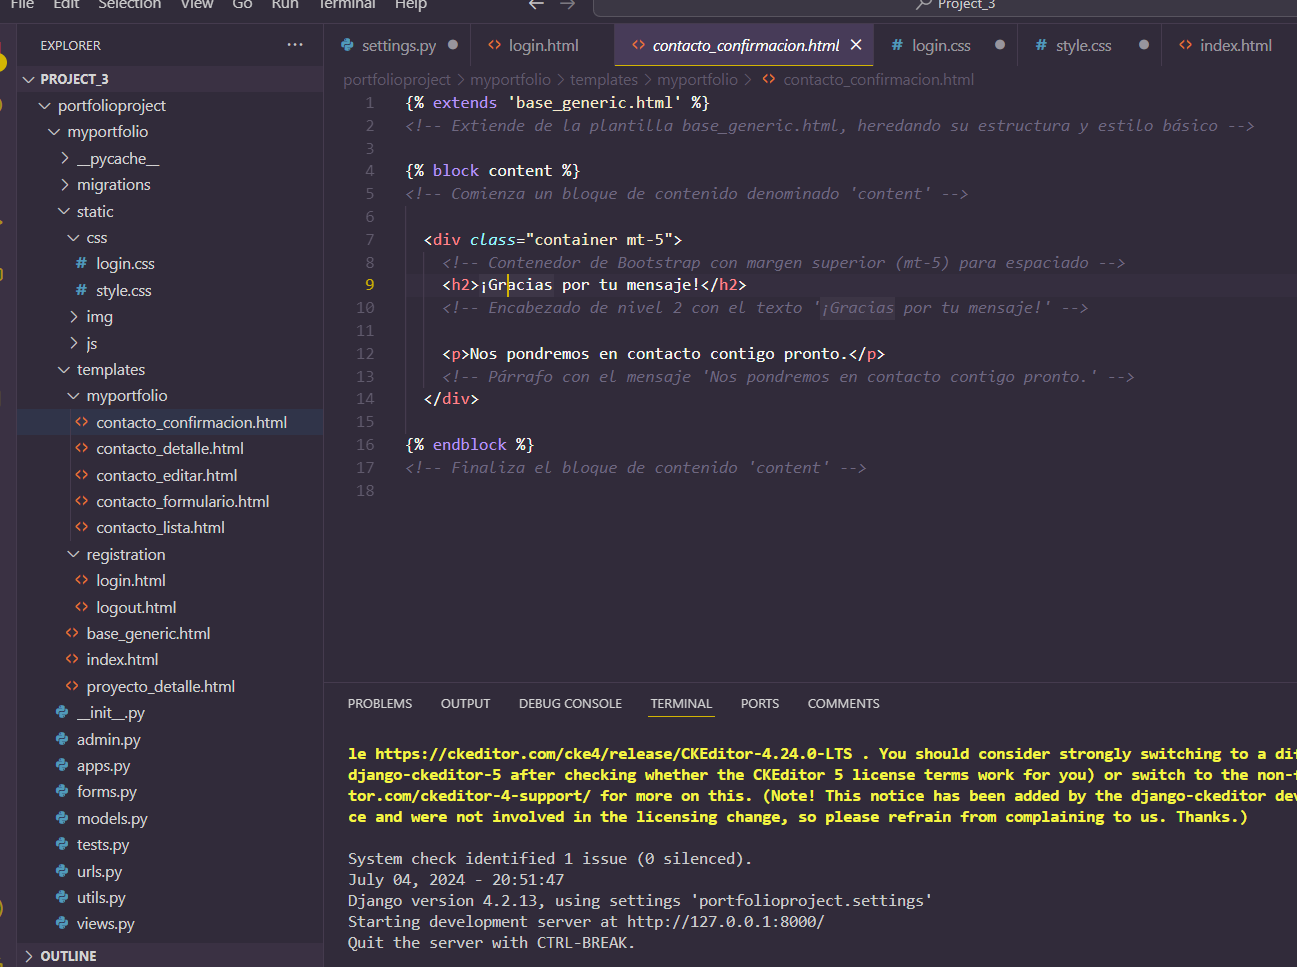 File Edit Selection View Go Run Terminal Help Project_3
EXPLORER
settings.py login.html contacto_confirmacion.html login.css style.css index.html
PROJECT_3
portfolioproject
myportfolio
__pycache__
migrations
static
css
login.css
style.css
img
js
templates
myportfolio
contacto_confirmacion.html
contacto_detalle.html
contacto_editar.html
contacto_formulario.html
contacto_lista.html
registration
login.html
logout.html
base_generic.html
index.html
proyecto_detalle.html
__init__.py
admin.py
apps.py
forms.py
models.py
tests.py
urls.py
utils.py
views.py
OUTLINE
portfolioproject > myportfolio > templates > myportfolio > contacto_confirmacion.html
1 {% extends 'base_generic.html' %}
2 <!-- Extiende de la plantilla base_generic.html, heredando su estructura y estilo básico -->
3
4 {% block content %}
5 <!-- Comienza un bloque de contenido denominado 'content' -->
6
7 <div class="container mt-5">
8 <!-- Contenedor de Bootstrap con margen superior (mt-5) para espaciado -->
9 <h2>¡Gracias por tu mensaje!</h2>
10 <!-- Encabezado de nivel 2 con el texto '¡Gracias por tu mensaje!' -->
11
12 <p>Nos pondremos en contacto contigo pronto.</p>
13 <!-- Párrafo con el mensaje 'Nos pondremos en contacto contigo pronto.' -->
14 </div>
15
16 {% endblock %}
17 <!-- Finaliza el bloque de contenido 'content' -->
18
PROBLEMS OUTPUT DEBUG CONSOLE TERMINAL PORTS COMMENTS
le https://ckeditor.com/cke4/release/CKEditor-4.24.0-LTS . You should consider strongly switching to a dif
django-ckeditor-5 after checking whether the CKEditor 5 license terms work for you) or switch to the non-f
tor.com/ckeditor-4-support/ for more on this. (Note! This notice has been added by the django-ckeditor dev
ce and were not involved in the licensing change, so please refrain from complaining to us. Thanks.)
System check identified 1 issue (0 silenced).
July 04, 2024 - 20:51:47
Django version 4.2.13, using settings 'portfolioproject.settings'
Starting development server at http://127.0.0.1:8000/
Quit the server with CTRL-BREAK.